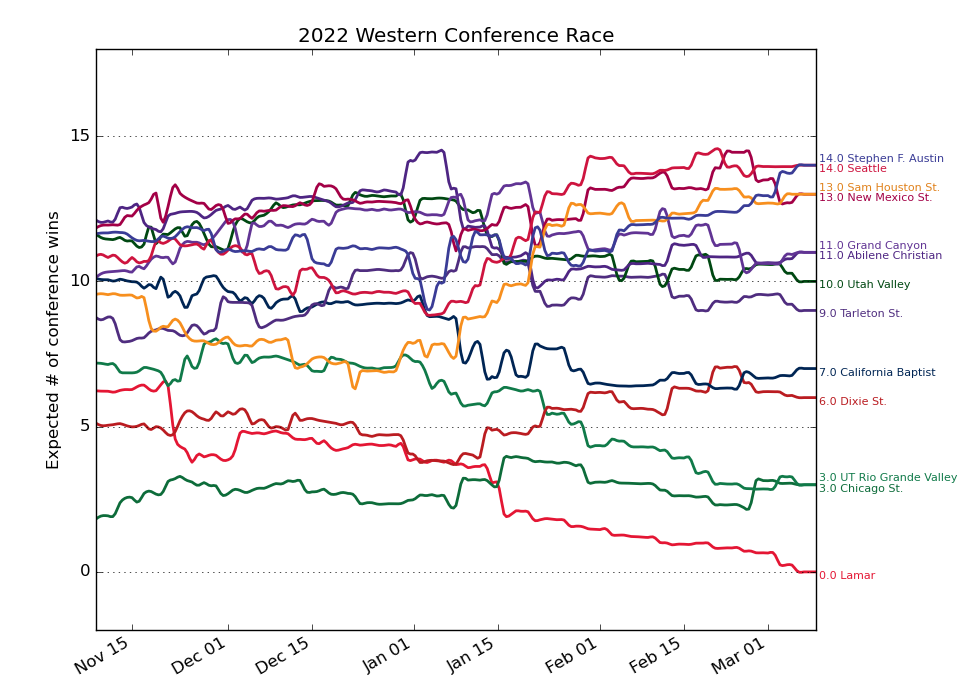 2022 Western Conference Race
Expected # of conference wins
15
10
5
0
14.0 Stephen F. Austin
14.0 Seattle
13.0 Sam Houston St.
13.0 New Mexico St.
11.0 Grand Canyon
11.0 Abilene Christian
10.0 Utah Valley
9.0 Tarleton St.
7.0 California Baptist
6.0 Dixie St.
3.0 UT Rio Grande Valley
3.0 Chicago St.
0.0 Lamar
Nov 15
Dec 01
Dec 15
Jan 01
Jan 15
Feb 01
Feb 15
Mar 01